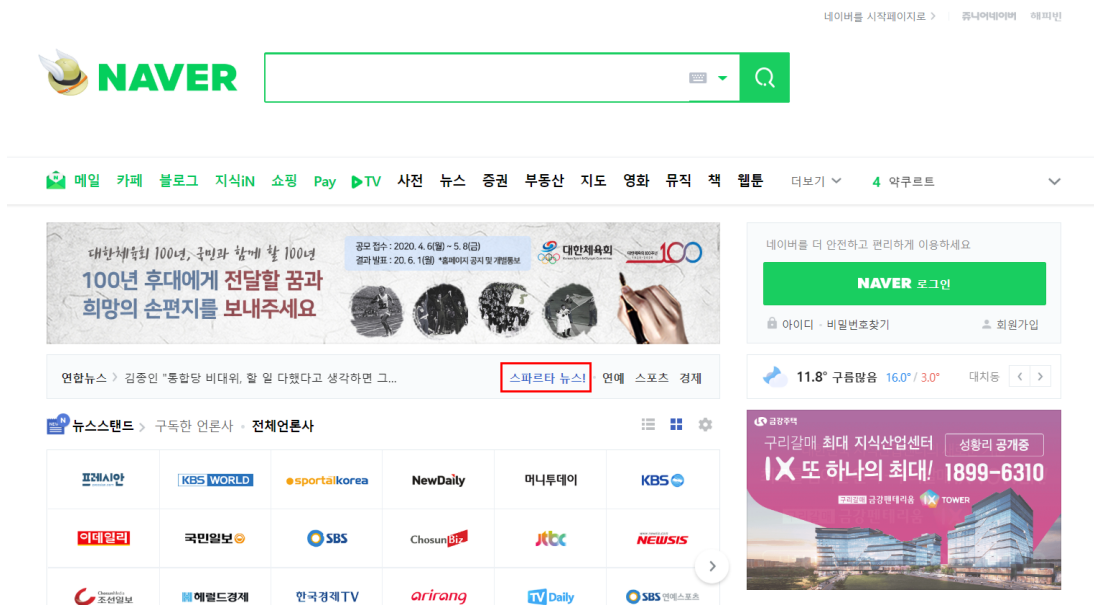 네이버를 시작페이지로 > 쥬니어네이버 해피빈
NAVER
메일 카페 블로그 지식iN 쇼핑 Pay TV 사전 뉴스 증권 부동산 지도 영화 뮤직 책 웹툰 더보기 4 야쿠르트
대한체육회 100년, 국민과 함께 할 100년
100년 후대에게 전달할 꿈과
희망의 손편지를 보내주세요
공모 접수 : 2020. 4. 6(월) ~ 5. 8(금)
결과 발표 : 20. 6. 1(월) *홈페이지 공지 및 개별통보
대한체육회
100
네이버를 더 안전하고 편리하게 이용하세요
NAVER 로그인
아이디 · 비밀번호찾기 회원가입
연합뉴스 > 김종인 "통합당 비대위, 할 일 다했다고 생각하면 그...
스파르타 뉴스! · 연예 스포츠 경제
11.8° 구름많음 16.0° / 3.0° 대치동 < >
뉴스스탠드 > 구독한 언론사 · 전체언론사
프레시안 KBS WORLD sportalkorea NewDaily 머니투데이 KBS
이데일리 국민일보 SBS Chosun Biz jtbc NEWSIS
조선일보 헤럴드경제 한국경제TV arirang TV Daily SBS 연예스포츠
금강주택
구리갈매 최대 지식산업센터 성황리 공개중
IX 또 하나의 최대! 1899-6310
구리갈매 금강펜테리움 IX TOWER